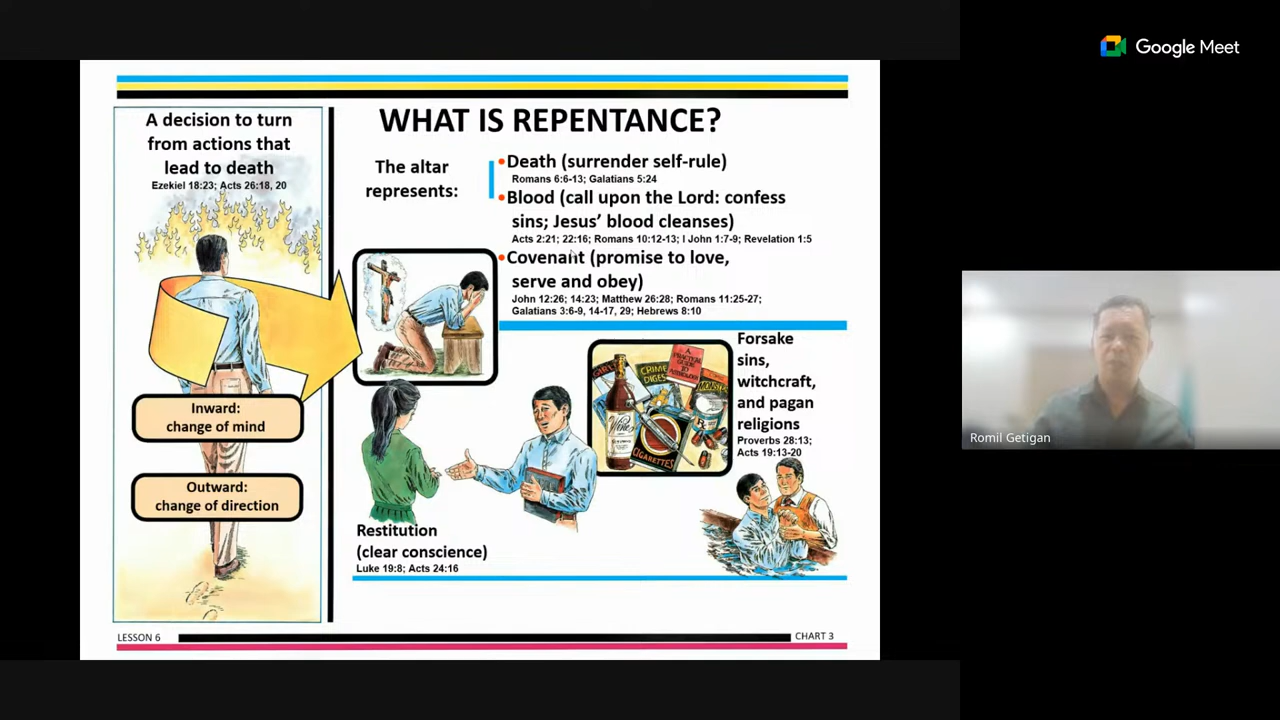 Google Meet
A decision to turn
from actions that
lead to death
Ezekiel 18:23; Acts 26:18, 20
Inward:
change of mind
Outward:
change of direction
WHAT IS REPENTANCE?
The altar
represents:
•Death (surrender self-rule)
Romans 6:6-13; Galatians 5:24
•Blood (call upon the Lord: confess
sins; Jesus' blood cleanses)
Acts 2:21; 22:16; Romans 10:12-13; I John 1:7-9; Revelation 1:5
•Covenant (promise to love,
serve and obey)
John 12:26; 14:23; Matthew 26:28; Romans 11:25-27;
Galatians 3:6-9, 14-17, 29; Hebrews 8:10
Forsake
sins,
witchcraft,
and pagan
religions
Proverbs 28:13;
Acts 19:13-20
CRIME
A
PRACTICAL
GUIDE
TO
Wine
CIGARETTES
Restitution
(clear conscience)
Luke 19:8; Acts 24:16
LESSON 6
CHART 3
Romil Getigan